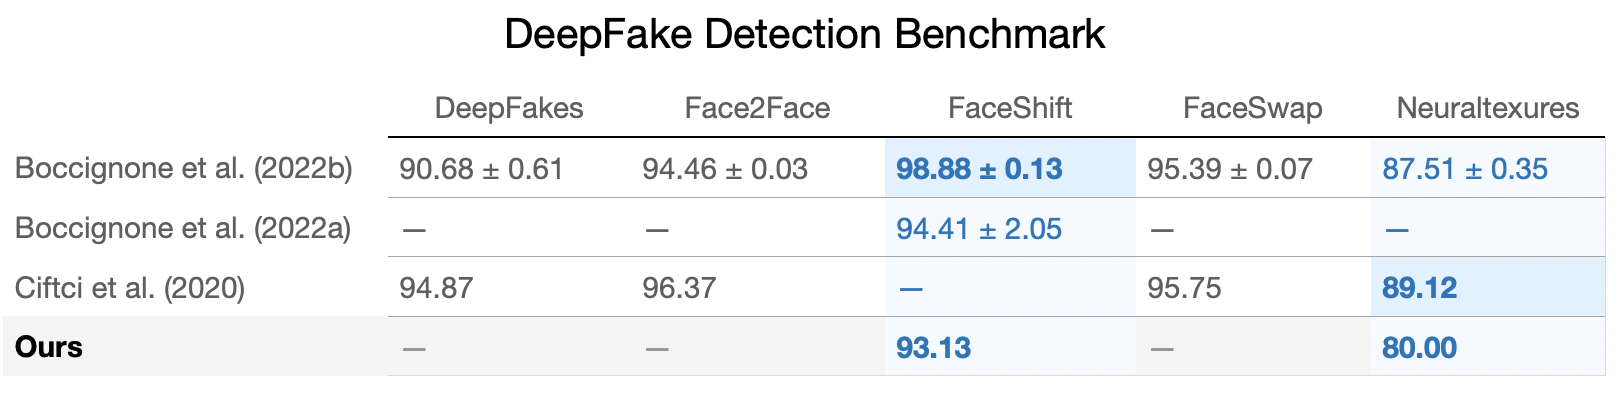 DeepFake Detection Benchmark
DeepFakes Face2Face FaceShift FaceSwap Neuraltexures
Boccignone et al. (2022b) 90.68 ± 0.61 94.46 ± 0.03 98.88 ± 0.13 95.39 ± 0.07 87.51 ± 0.35
Boccignone et al. (2022a) — — 94.41 ± 2.05 — —
Ciftci et al. (2020) 94.87 96.37 — 95.75 89.12
Ours — — 93.13 — 80.00